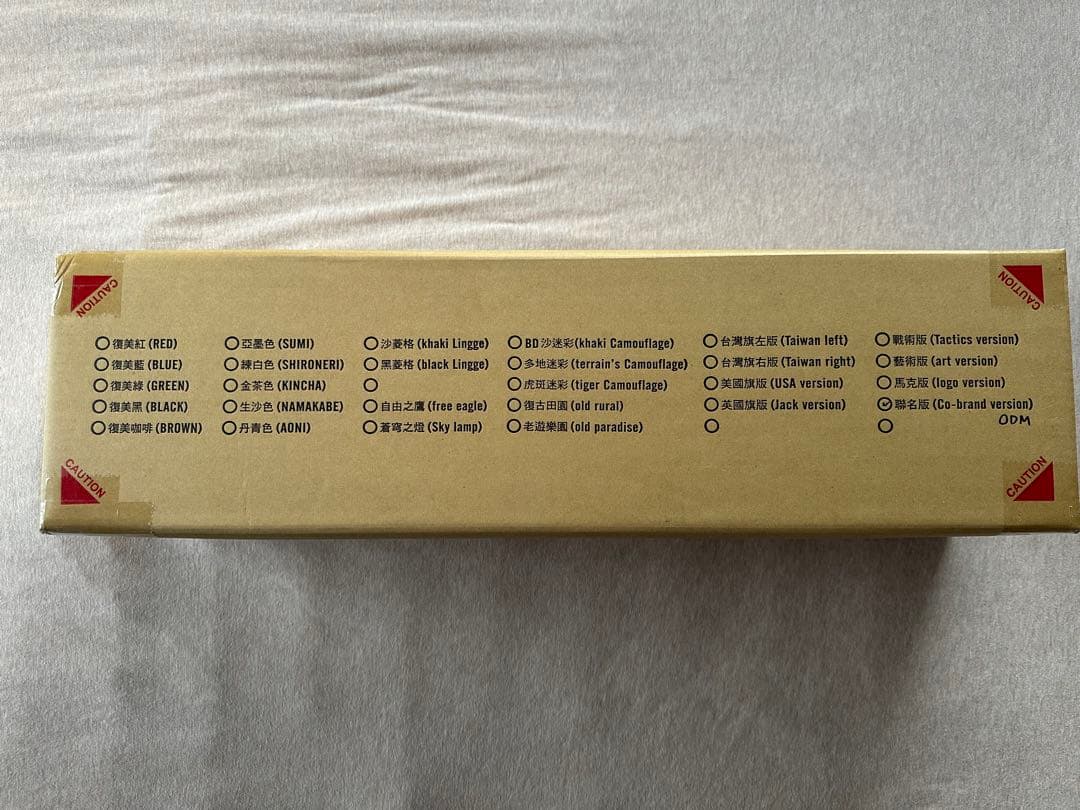 CAUTION
CAUTION
○復美紅 (RED)
○復美藍 (BLUE)
○復美綠 (GREEN)
○復美黑 (BLACK)
○復美咖啡 (BROWN)
○亞墨色 (SUMI)
○練白色 (SHIRONERI)
○金茶色 (KINCHA)
○生沙色 (NAMAKABE)
○丹青色 (AONI)
○沙菱格 (khaki Lingge)
○黑菱格 (black Lingge)
○
○自由之鷹 (free eagle)
○蒼穹之燈 (Sky lamp)
○BD沙迷彩(khaki Camouflage)
○多地迷彩 (terrain's Camouflage)
○虎斑迷彩 (tiger Camouflage)
○復古田園 (old rural)
○老遊樂園 (old paradise)
○台灣旗左版 (Taiwan left)
○台灣旗右版 (Taiwan right)
○美國旗版 (USA version)
○英國旗版 (Jack version)
○
○戰術版 (Tactics version)
○藝術版 (art version)
○馬克版 (logo version)
✓聯名版 (Co-brand version)
ODM
○
CAUTION
CAUTION